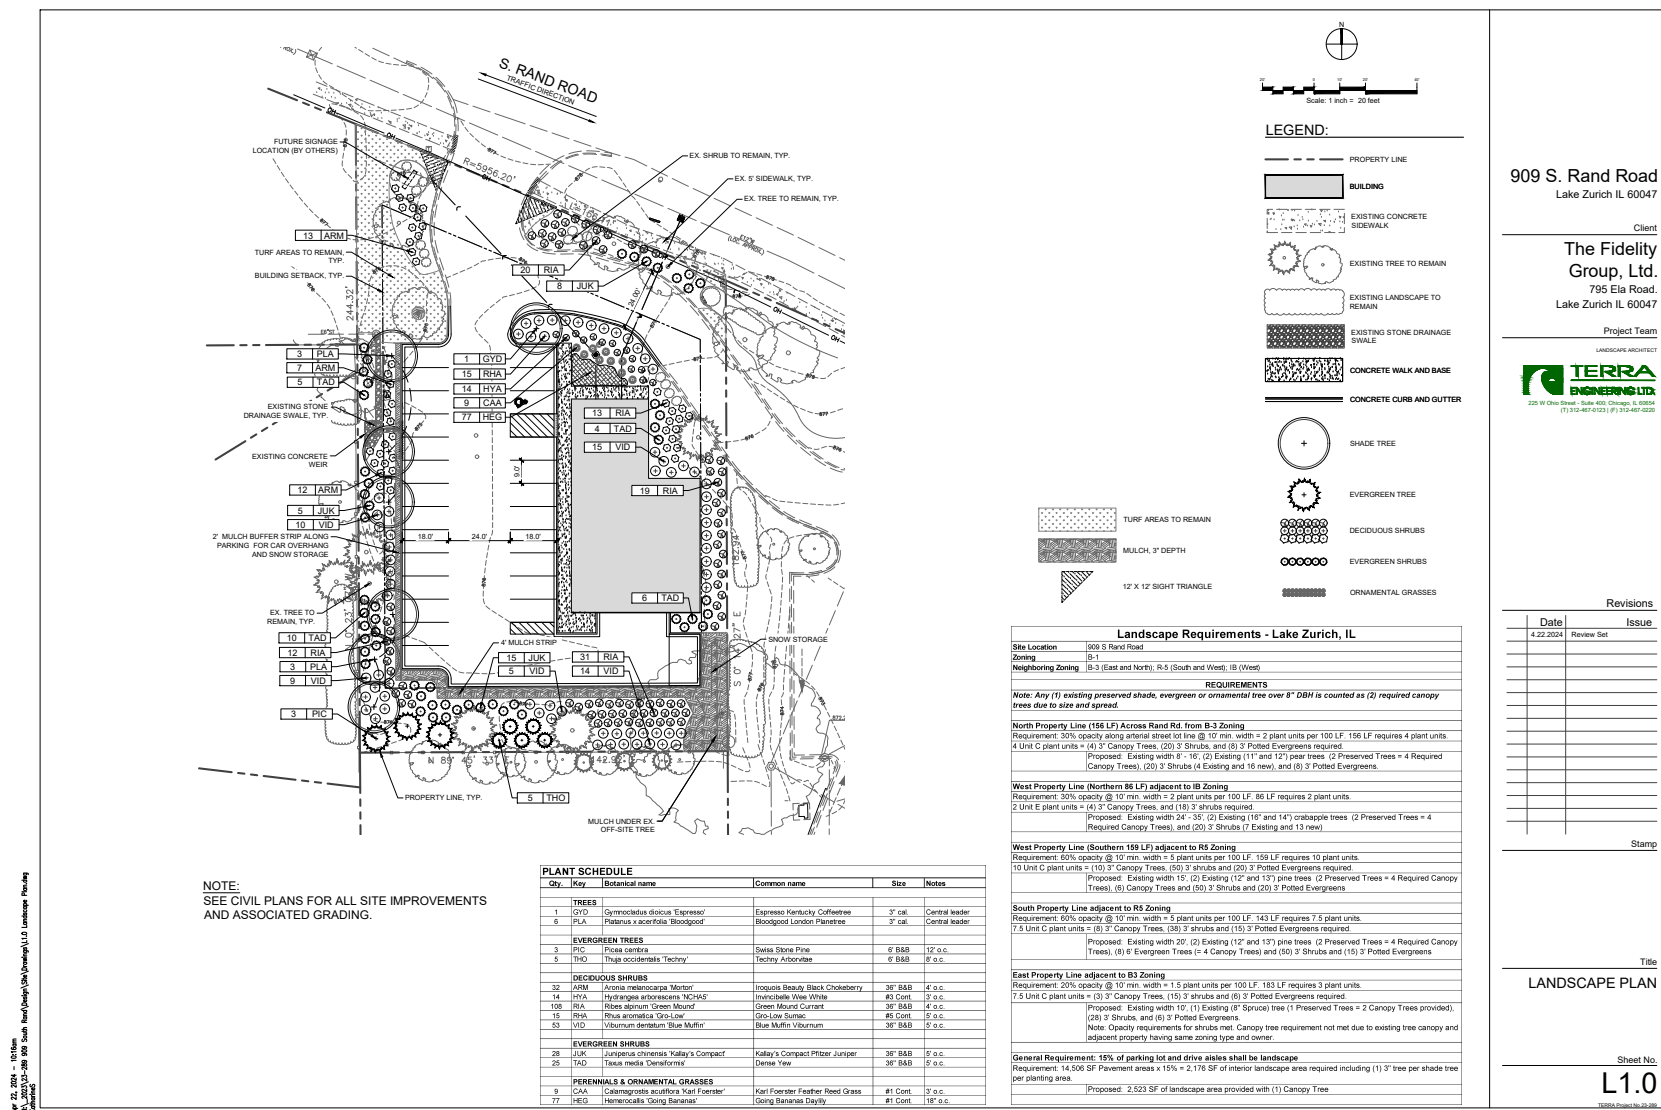 N
20' 0 10' 20' 40'
Scale: 1 inch = 20 feet
S. RAND ROAD
TRAFFIC DIRECTION
FUTURE SIGNAGE
LOCATION (BY OTHERS)
R=5956.20'
EX. SHRUB TO REMAIN, TYP.
EX. 5' SIDEWALK, TYP.
EX. TREE TO REMAIN, TYP.
13 ARM
TURF AREAS TO REMAIN,
TYP.
BUILDING SETBACK, TYP.
20 RIA
8 JUK
24.00'
244.32'
3 PLA
7 ARM
5 TAD
1 GYD
15 RHA
14 HYA
9 CAA
77 HEG
EXISTING STONE
DRAINAGE SWALE, TYP.
13 RIA
4 TAD
15 VID
EXISTING CONCRETE
WEIR
19 RIA
9.0'
12 ARM
5 JUK
10 VID
2' MULCH BUFFER STRIP ALONG
PARKING FOR CAR OVERHANG
AND SNOW STORAGE
18.0' 24.0' 18.0'
6 TAD
EX. TREE TO
REMAIN, TYP.
10 TAD
12 RIA
3 PLA
9 VID
4' MULCH STRIP
SNOW STORAGE
15 JUK
5 VID
31 RIA
14 VID
3 PIC
N 89° 45' 33" E 142.92'
PROPERTY LINE, TYP.
5 THO
MULCH UNDER EX.
OFF-SITE TREE
LEGEND:
PROPERTY LINE
BUILDING
EXISTING CONCRETE
SIDEWALK
EXISTING TREE TO REMAIN
EXISTING LANDSCAPE TO
REMAIN
EXISTING STONE DRAINAGE
SWALE
CONCRETE WALK AND BASE
CONCRETE CURB AND GUTTER
SHADE TREE
EVERGREEN TREE
TURF AREAS TO REMAIN
DECIDUOUS SHRUBS
MULCH, 3" DEPTH
EVERGREEN SHRUBS
12' X 12' SIGHT TRIANGLE
ORNAMENTAL GRASSES
NOTE:
SEE CIVIL PLANS FOR ALL SITE IMPROVEMENTS
AND ASSOCIATED GRADING.
PLANT SCHEDULE
Qty. Key Botanical name Common name Size Notes
TREES
1 GYD Gymnocladus dioicus 'Espresso' Espresso Kentucky Coffeetree 3" cal. Central leader
6 PLA Platanus x acerifolia 'Bloodgood' Bloodgood London Planetree 3" cal. Central leader
EVERGREEN TREES
3 PIC Picea cembra Swiss Stone Pine 6' B&B 12' o.c.
5 THO Thuja occidentalis 'Techny' Techny Arborvitae 6' B&B 8' o.c.
DECIDUOUS SHRUBS
32 ARM Aronia melanocarpa 'Morton' Iroquois Beauty Black Chokeberry 36" B&B 4' o.c.
14 HYA Hydrangea arborescens 'NCHA5' Invincibelle Wee White #3 Cont. 3' o.c.
108 RIA Ribes alpinum 'Green Mound' Green Mound Currant 36" B&B 4' o.c.
15 RHA Rhus aromatica 'Gro-Low' Gro-Low Sumac #5 Cont. 5' o.c.
53 VID Viburnum dentatum 'Blue Muffin' Blue Muffin Viburnum 36" B&B 5' o.c.
EVERGREEN SHRUBS
28 JUK Juniperus chinensis 'Kallay's Compact' Kallay's Compact Pfitzer Juniper 36" B&B 5' o.c.
25 TAD Taxus media 'Densiformis' Dense Yew 36" B&B 5' o.c.
PERENNIALS & ORNAMENTAL GRASSES
9 CAA Calamagrostis acutiflora 'Karl Foerster' Karl Foerster Feather Reed Grass #1 Cont. 3' o.c.
77 HEG Hemerocallis 'Going Bananas' Going Bananas Daylily #1 Cont. 18" o.c.
Landscape Requirements - Lake Zurich, IL
Site Location 909 S Rand Road
Zoning B-1
Neighboring Zoning B-3 (East and North); R-5 (South and West); IB (West)
REQUIREMENTS
Note: Any (1) existing preserved shade, evergreen or ornamental tree over 8" DBH is counted as (2) required canopy
trees due to size and spread.
North Property Line (156 LF) Across Rand Rd. from B-3 Zoning
Requirement: 30% opacity along arterial street lot line @ 10' min. width = 2 plant units per 100 LF. 156 LF requires 4 plant units.
4 Unit C plant units = (4) 3" Canopy Trees, (20) 3' Shrubs, and (8) 3' Potted Evergreens required.
Proposed: Existing width 8' - 16', (2) Existing (11" and 12") pear trees (2 Preserved Trees = 4 Required
Canopy Trees), (20) 3' Shrubs (4 Existing and 16 new), and (8) 3' Potted Evergreens.
West Property Line (Northern 86 LF) adjacent to IB Zoning
Requirement: 30% opacity @ 10' min. width = 2 plant units per 100 LF. 86 LF requires 2 plant units.
2 Unit E plant units = (4) 3" Canopy Trees, and (18) 3' shrubs required.
Proposed: Existing width 24' - 35', (2) Existing (16" and 14") crabapple trees (2 Preserved Trees = 4
Required Canopy Trees), and (20) 3' Shrubs (7 Existing and 13 new)
West Property Line (Southern 159 LF) adjacent to R5 Zoning
Requirement: 60% opacity @ 10' min. width = 5 plant units per 100 LF. 159 LF requires 10 plant units.
10 Unit C plant units = (10) 3" Canopy Trees, (50) 3' shrubs and (20) 3' Potted Evergreens required.
Proposed: Existing width 15', (2) Existing (12" and 13") pine trees (2 Preserved Trees = 4 Required Canopy
Trees), (6) Canopy Trees and (50) 3' Shrubs and (20) 3' Potted Evergreens
South Property Line adjacent to R5 Zoning
Requirement: 60% opacity @ 10' min. width = 5 plant units per 100 LF. 143 LF requires 7.5 plant units.
7.5 Unit C plant units = (8) 3" Canopy Trees, (38) 3' shrubs and (15) 3' Potted Evergreens required.
Proposed: Existing width 20', (2) Existing (12" and 13") pine trees (2 Preserved Trees = 4 Required Canopy
Trees), (8) 6' Evergreen Trees (= 4 Canopy Trees) and (50) 3' Shrubs and (15) 3' Potted Evergreens
East Property Line adjacent to B3 Zoning
Requirement: 20% opacity @ 10' min. width = 1.5 plant units per 100 LF. 183 LF requires 3 plant units.
7.5 Unit C plant units = (3) 3" Canopy Trees, (15) 3' shrubs and (6) 3' Potted Evergreens required.
Proposed: Existing width 10', (1) Existing (8" Spruce) tree (1 Preserved Trees = 2 Canopy Trees provided),
(28) 3' Shrubs, and (6) 3' Potted Evergreens.
Note: Opacity requirements for shrubs met. Canopy tree requirement not met due to existing tree canopy and
adjacent property having same zoning type and owner.
General Requirement: 15% of parking lot and drive aisles shall be landscape
Requirement: 14,506 SF Pavement areas x 15% = 2,176 SF of interior landscape area required including (1) 3" tree per shade tree
per planting area.
Proposed: 2,523 SF of landscape area provided with (1) Canopy Tree
909 S. Rand Road
Lake Zurich IL 60047
Client
The Fidelity
Group, Ltd.
795 Ela Road.
Lake Zurich IL 60047
Project Team
LANDSCAPE ARCHITECT
TERRA
ENGINEERING LTD.
225 W Ohio Street - Suite 400; Chicago, IL 60654
(T) 312-467-0123 | (F) 312-467-0220
Revisions
Date Issue
4.22.2024 Review Set
Stamp
Title
LANDSCAPE PLAN
Sheet No.
L1.0
TERRA Project No.23-289